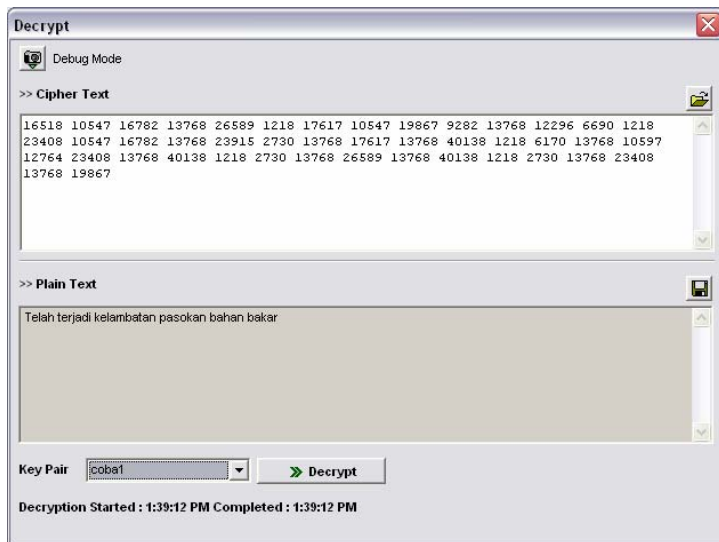 Decrypt
Debug Mode
>> Cipher Text
16518 10547 16782 13768 26589 1218 17617 10547 19867 9282 13768 12296 6690 1218
23408 10547 16782 13768 23915 2730 13768 17617 13768 40138 1218 6170 13768 10597
12764 23408 13768 40138 1218 2730 13768 26589 13768 40138 1218 2730 13768 23408
13768 19867
>> Plain Text
Telah terjadi kelambatan pasokan bahan bakar
Key Pair coba1 >> Decrypt
Decryption Started : 1:39:12 PM Completed : 1:39:12 PM